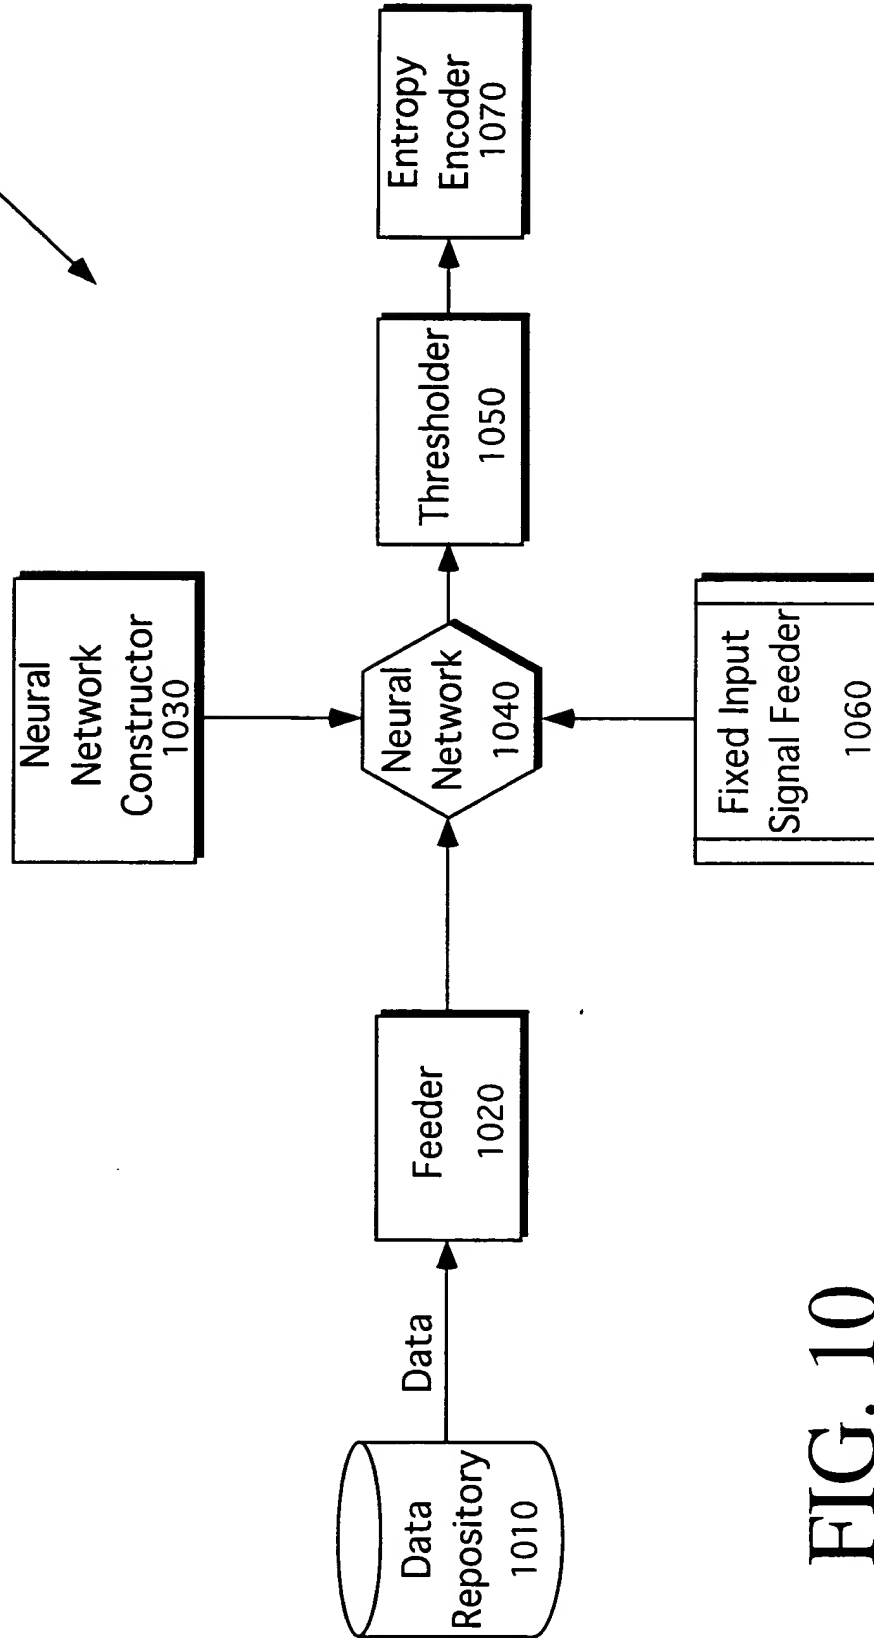 Neural
Network
Constructor
1030
Data
Repository
1010
Data
Feeder
1020
Neural
Network
1040
Thresholder
1050
Entropy
Encoder
1070
Fixed Input
Signal Feeder
1060
FIG. 10